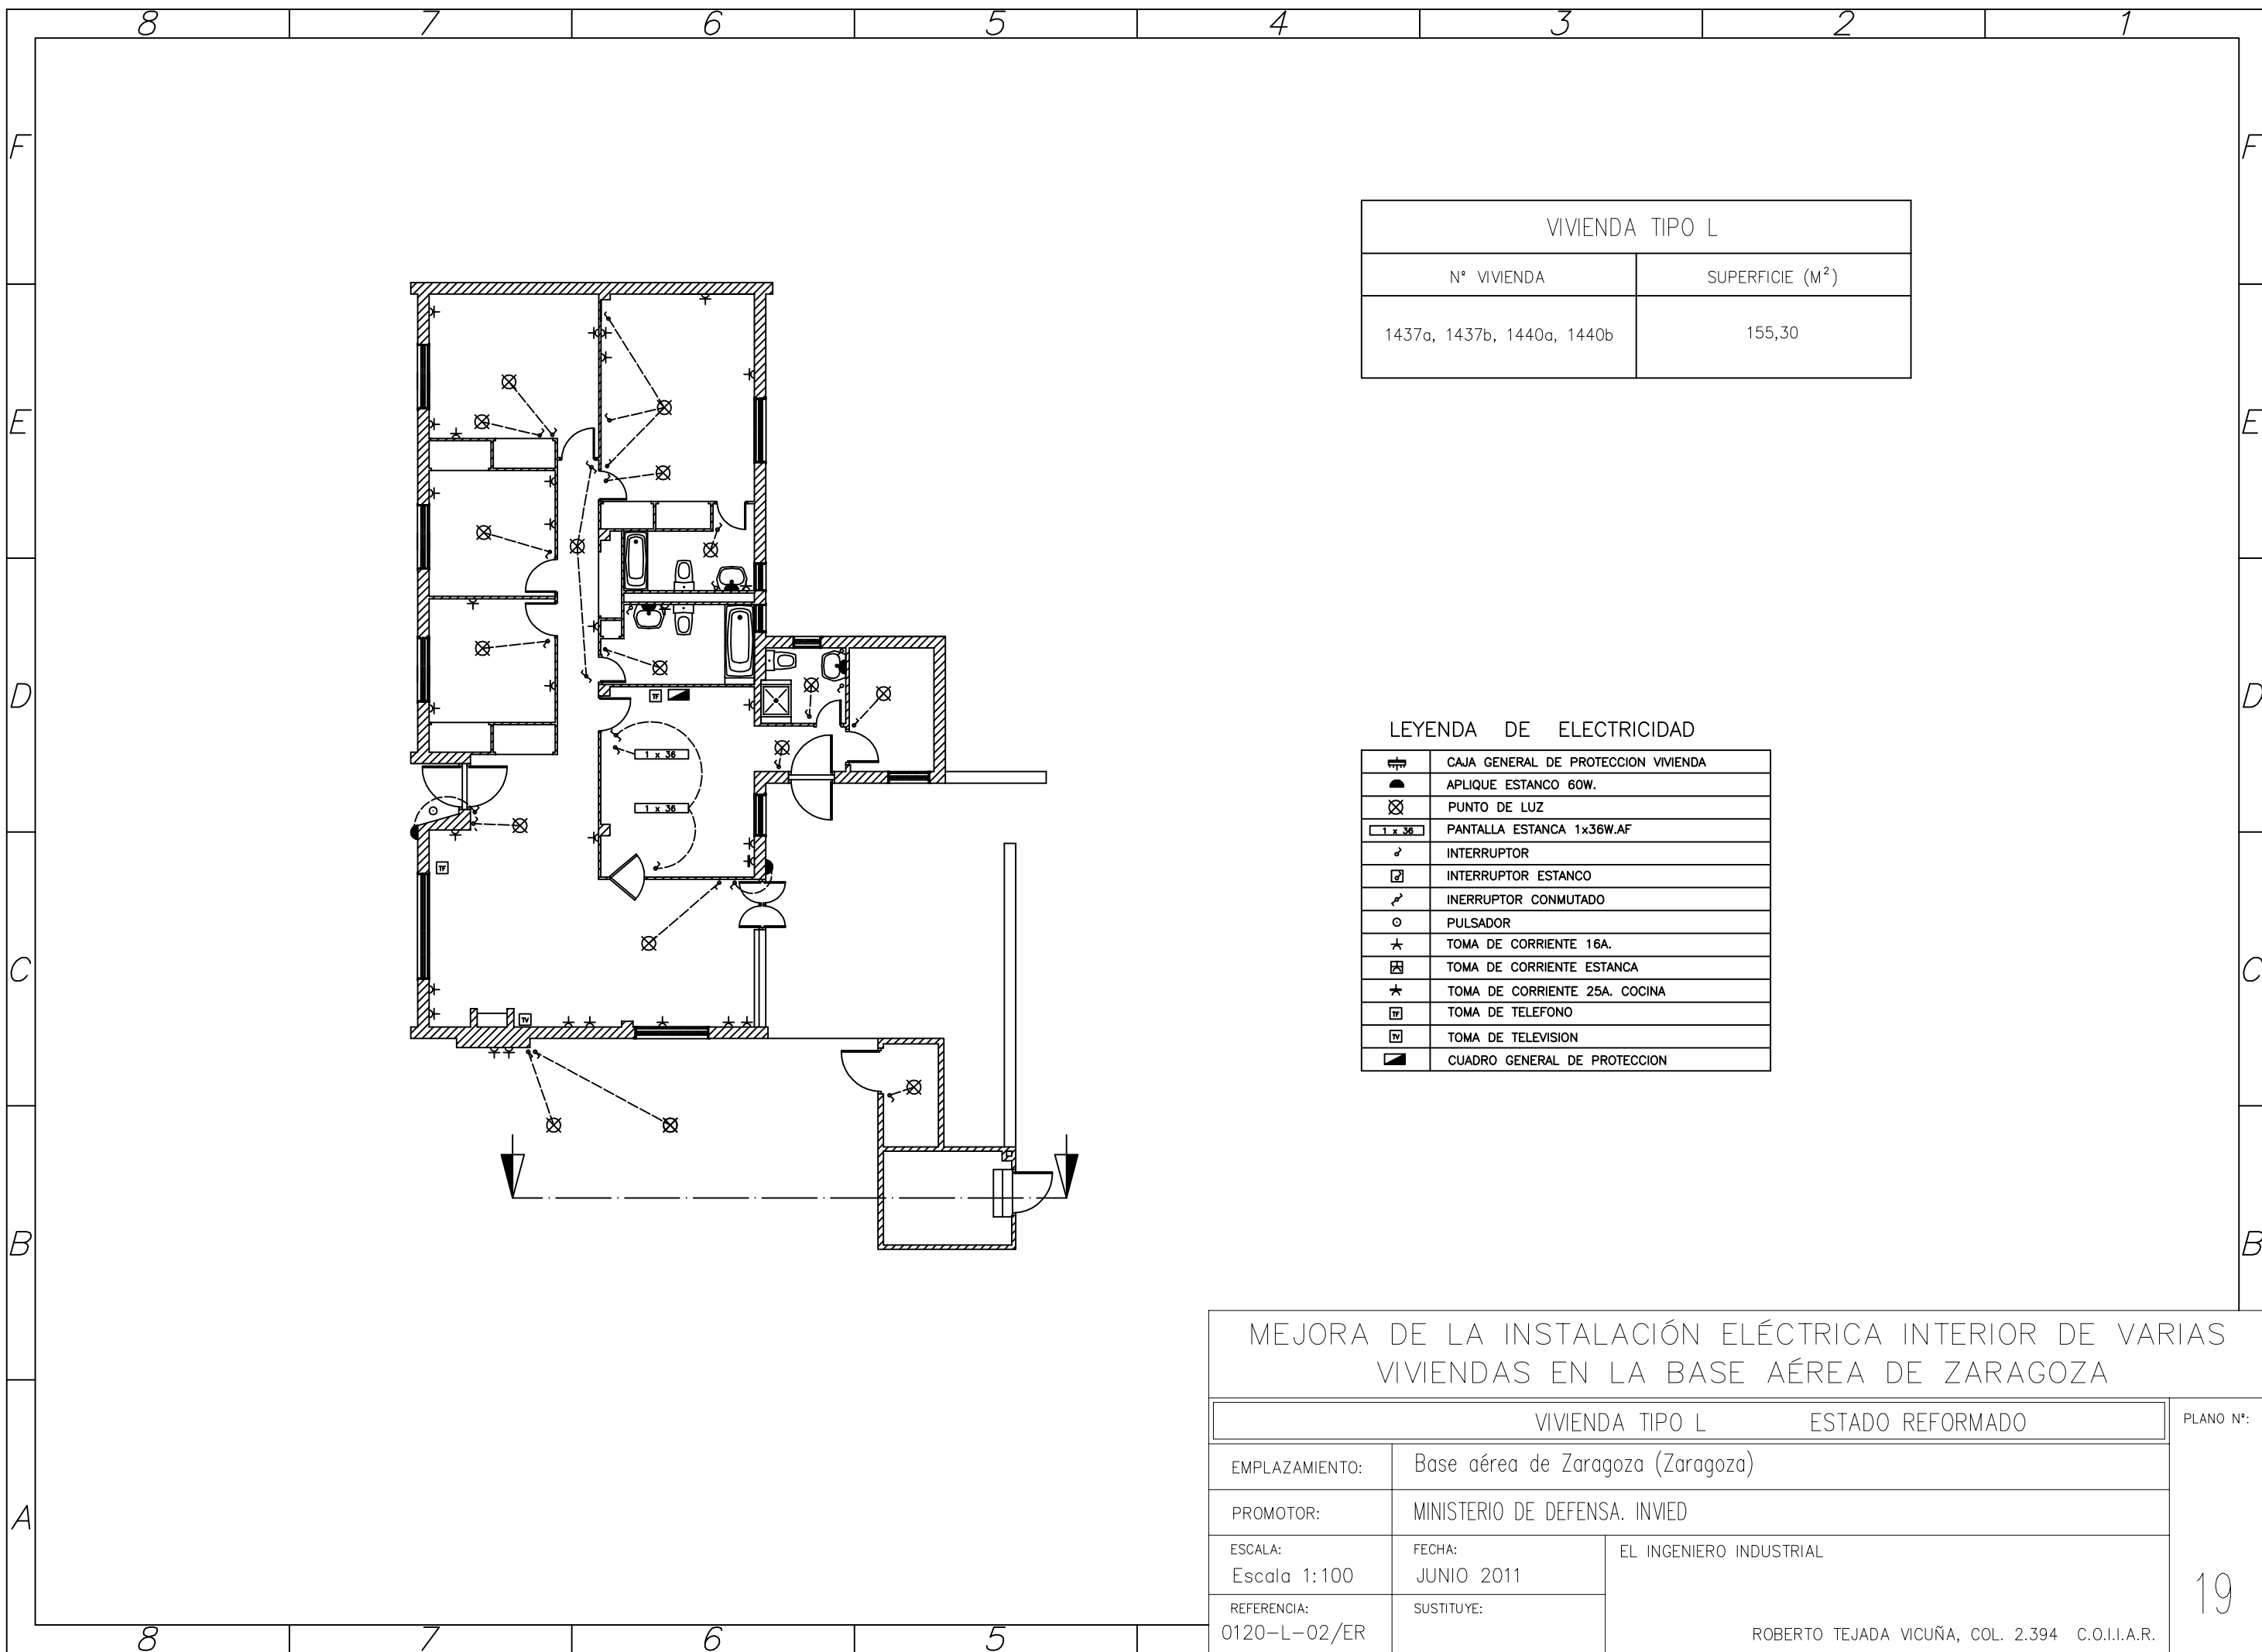 8 7 6 5 4 3 2 1
F F
E E
D D
C C
B B
A
VIVIENDA TIPO L
Nº VIVIENDA SUPERFICIE (M²)
1437a, 1437b, 1440a, 1440b 155,30
TF
1 x 36
1 x 36
TF
TV
LEYENDA DE ELECTRICIDAD
CAJA GENERAL DE PROTECCION VIVIENDA
APLIQUE ESTANCO 60W.
PUNTO DE LUZ
1 x 36 PANTALLA ESTANCA 1x36W.AF
INTERRUPTOR
INTERRUPTOR ESTANCO
INERRUPTOR CONMUTADO
PULSADOR
TOMA DE CORRIENTE 16A.
TOMA DE CORRIENTE ESTANCA
TOMA DE CORRIENTE 25A. COCINA
TF TOMA DE TELEFONO
TV TOMA DE TELEVISION
CUADRO GENERAL DE PROTECCION
MEJORA DE LA INSTALACIÓN ELÉCTRICA INTERIOR DE VARIAS
VIVIENDAS EN LA BASE AÉREA DE ZARAGOZA
VIVIENDA TIPO L ESTADO REFORMADO
PLANO Nº:
EMPLAZAMIENTO: Base aérea de Zaragoza (Zaragoza)
PROMOTOR: MINISTERIO DE DEFENSA. INVIED
ESCALA: FECHA: EL INGENIERO INDUSTRIAL
Escala 1:100 JUNIO 2011
19
REFERENCIA: SUSTITUYE:
0120-L-02/ER ROBERTO TEJADA VICUÑA, COL. 2.394 C.O.I.I.A.R.
8 7 6 5